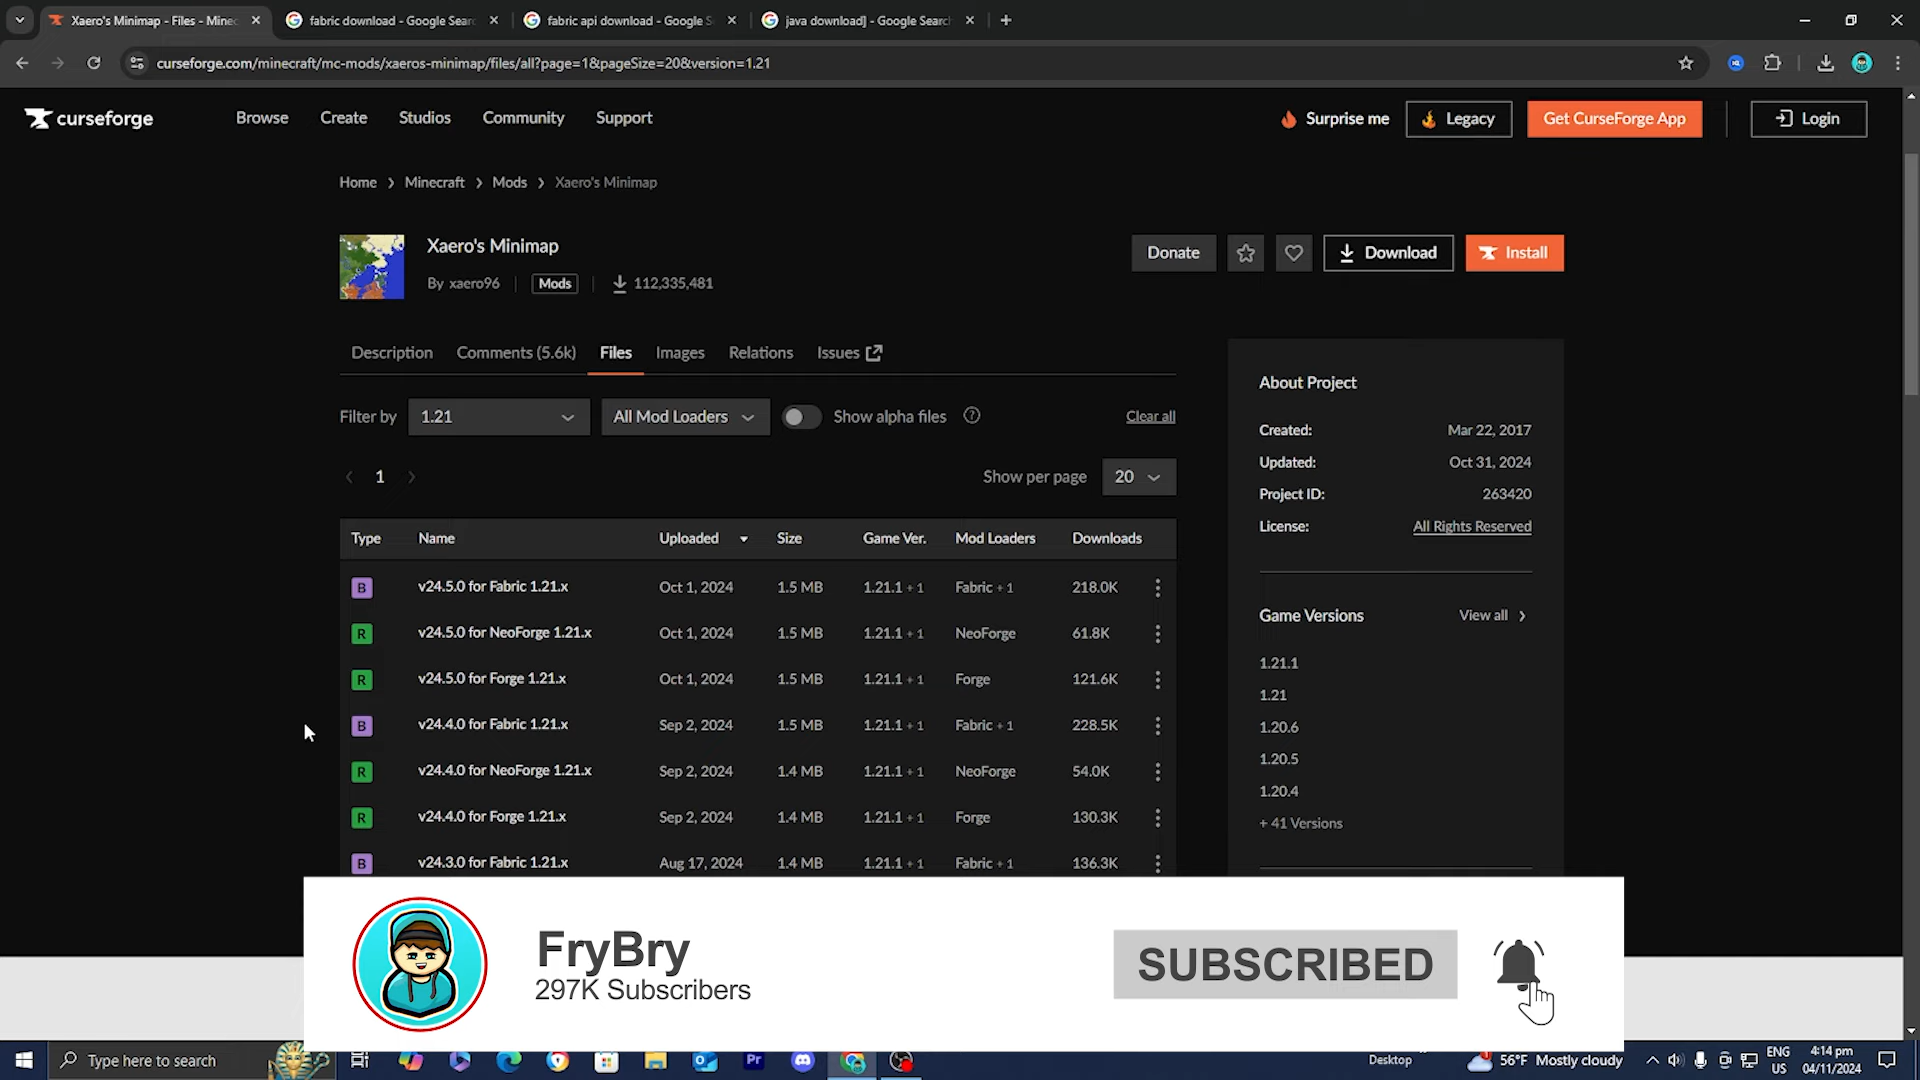 Xaero's Minimap - Files - Minec
fabric download - Google Sear
fabric api download - Google S
java download] - Google Search
curseforge.com/minecraft/mc-mods/xaeros-minimap/files/all?page=1&pageSize=20&version=1.21
curseforge
Browse
Create
Studios
Community
Support
Surprise me
Legacy
Get CurseForge App
Login
Home > Minecraft > Mods > Xaero's Minimap
Xaero's Minimap
By xaero96
Mods
112,335,481
Donate
Download
Install
Description
Comments (5.6k)
Files
Images
Relations
Issues
Filter by
1.21
All Mod Loaders
Show alpha files
Clear all
1
Show per page
20
Type Name Uploaded Size Game Ver. Mod Loaders Downloads
B v24.5.0 for Fabric 1.21.x Oct 1, 2024 1.5 MB 1.21.1 + 1 Fabric + 1 218.0K
R v24.5.0 for NeoForge 1.21.x Oct 1, 2024 1.5 MB 1.21.1 + 1 NeoForge 61.8K
R v24.5.0 for Forge 1.21.x Oct 1, 2024 1.5 MB 1.21.1 + 1 Forge 121.6K
B v24.4.0 for Fabric 1.21.x Sep 2, 2024 1.5 MB 1.21.1 + 1 Fabric + 1 228.5K
R v24.4.0 for NeoForge 1.21.x Sep 2, 2024 1.4 MB 1.21.1 + 1 NeoForge 54.0K
R v24.4.0 for Forge 1.21.x Sep 2, 2024 1.4 MB 1.21.1 + 1 Forge 130.3K
B v24.3.0 for Fabric 1.21.x Aug 17, 2024 1.4 MB 1.21.1 + 1 Fabric + 1 136.3K
About Project
Created: Mar 22, 2017
Updated: Oct 31, 2024
Project ID: 263420
License: All Rights Reserved
Game Versions
View all
1.21.1
1.21
1.20.6
1.20.5
1.20.4
+ 41 Versions
FryBry
297K Subscribers
SUBSCRIBED
Type here to search
Pr
Desktop
56°F Mostly cloudy
ENG
US
4:14 pm
04/11/2024